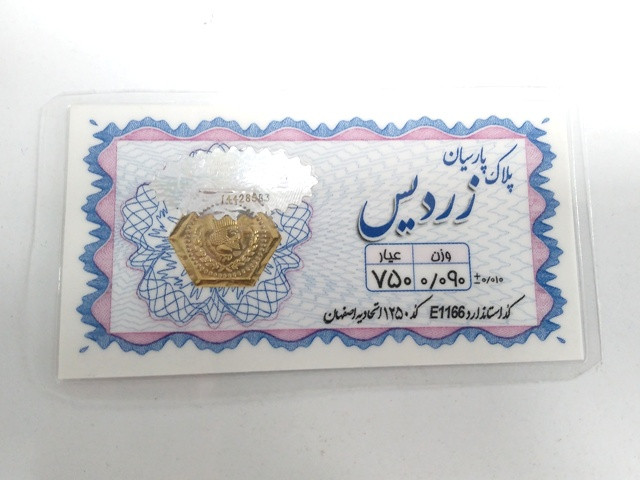 پلاک پارسیان
زردیس
وزن عیار
۰/۰۹۰ ۷۵۰
±۰/۰۱۰
کد استاندارد E1166 کد ۱۲۵۰ اتحادیه اصفهان